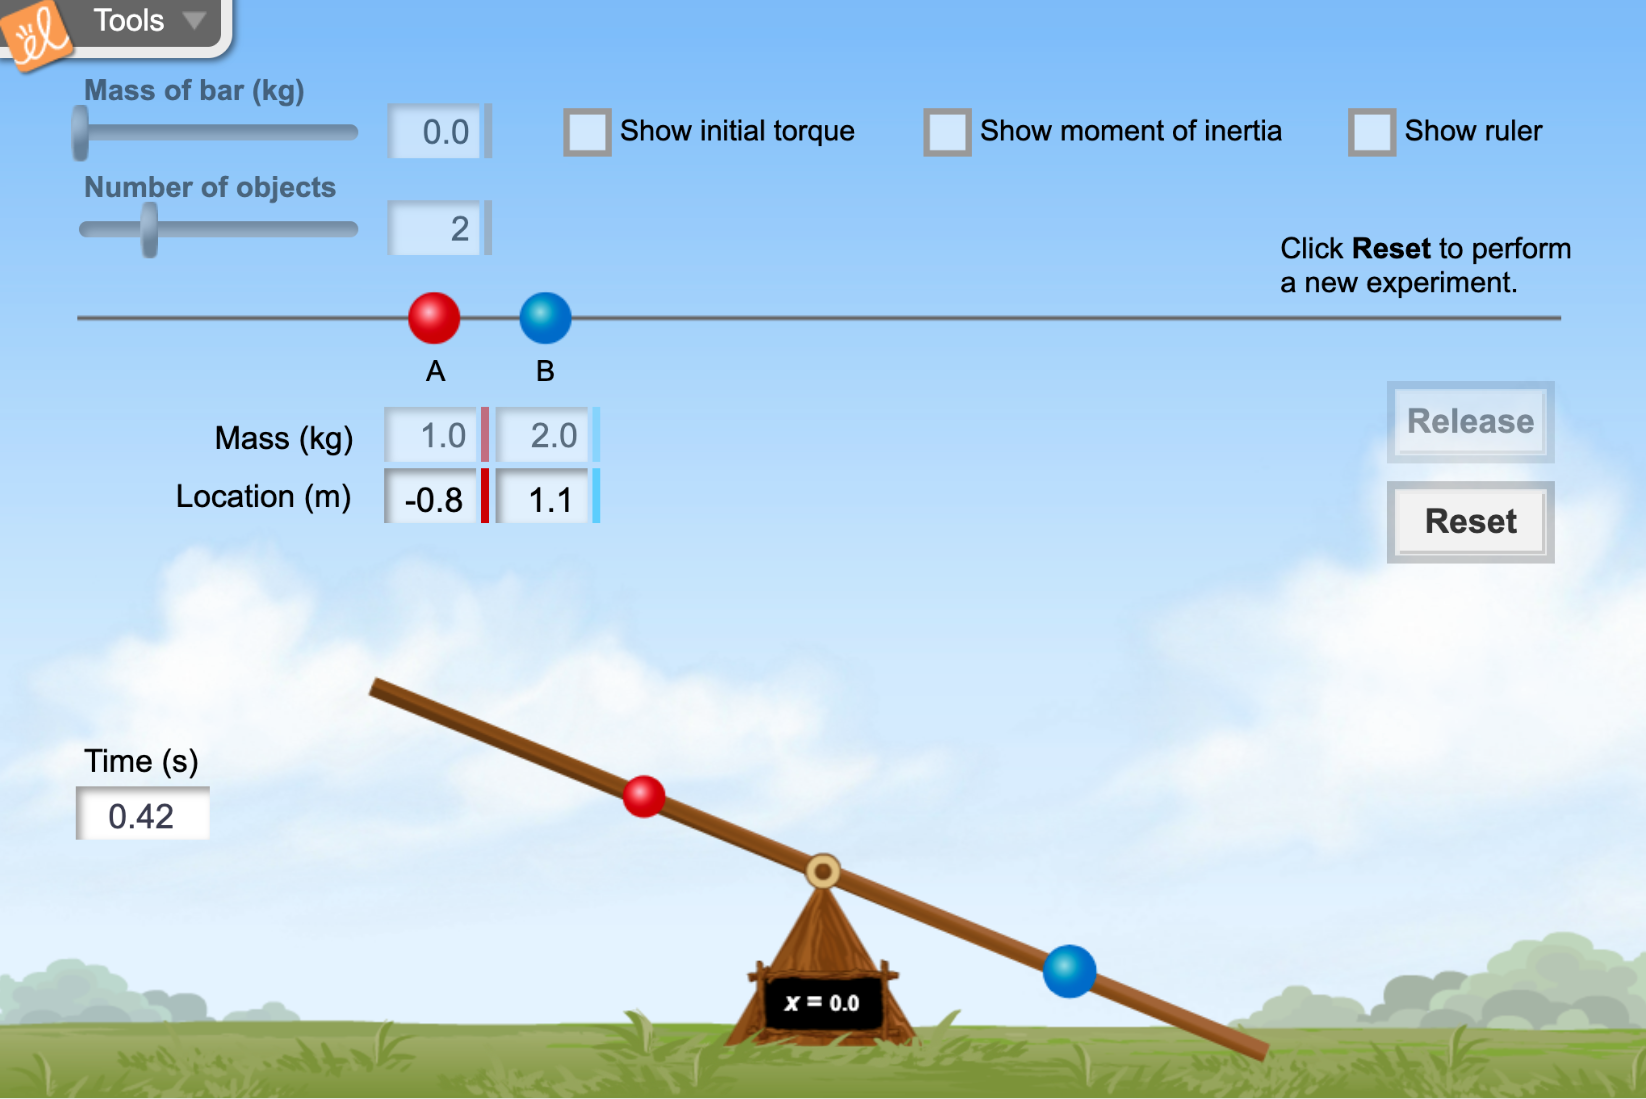 el Tools
Mass of bar (kg)
0.0
Show initial torque
Show moment of inertia
Show ruler
Number of objects
2
Click Reset to perform
a new experiment.
A B
Mass (kg) 1.0 2.0
Release
Location (m) -0.8 1.1
Reset
Time (s)
0.42
x = 0.0